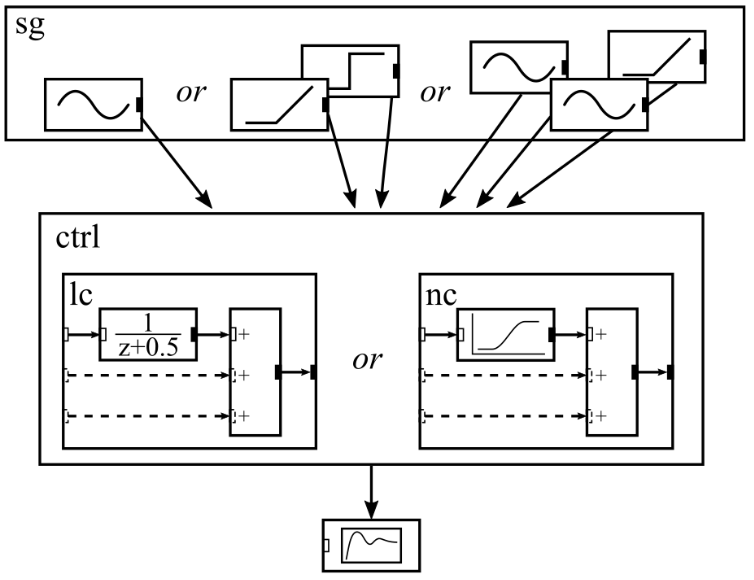 sg
or
or
ctrl
lc
nc
1
z+0.5
+
+
+
or
+
+
+